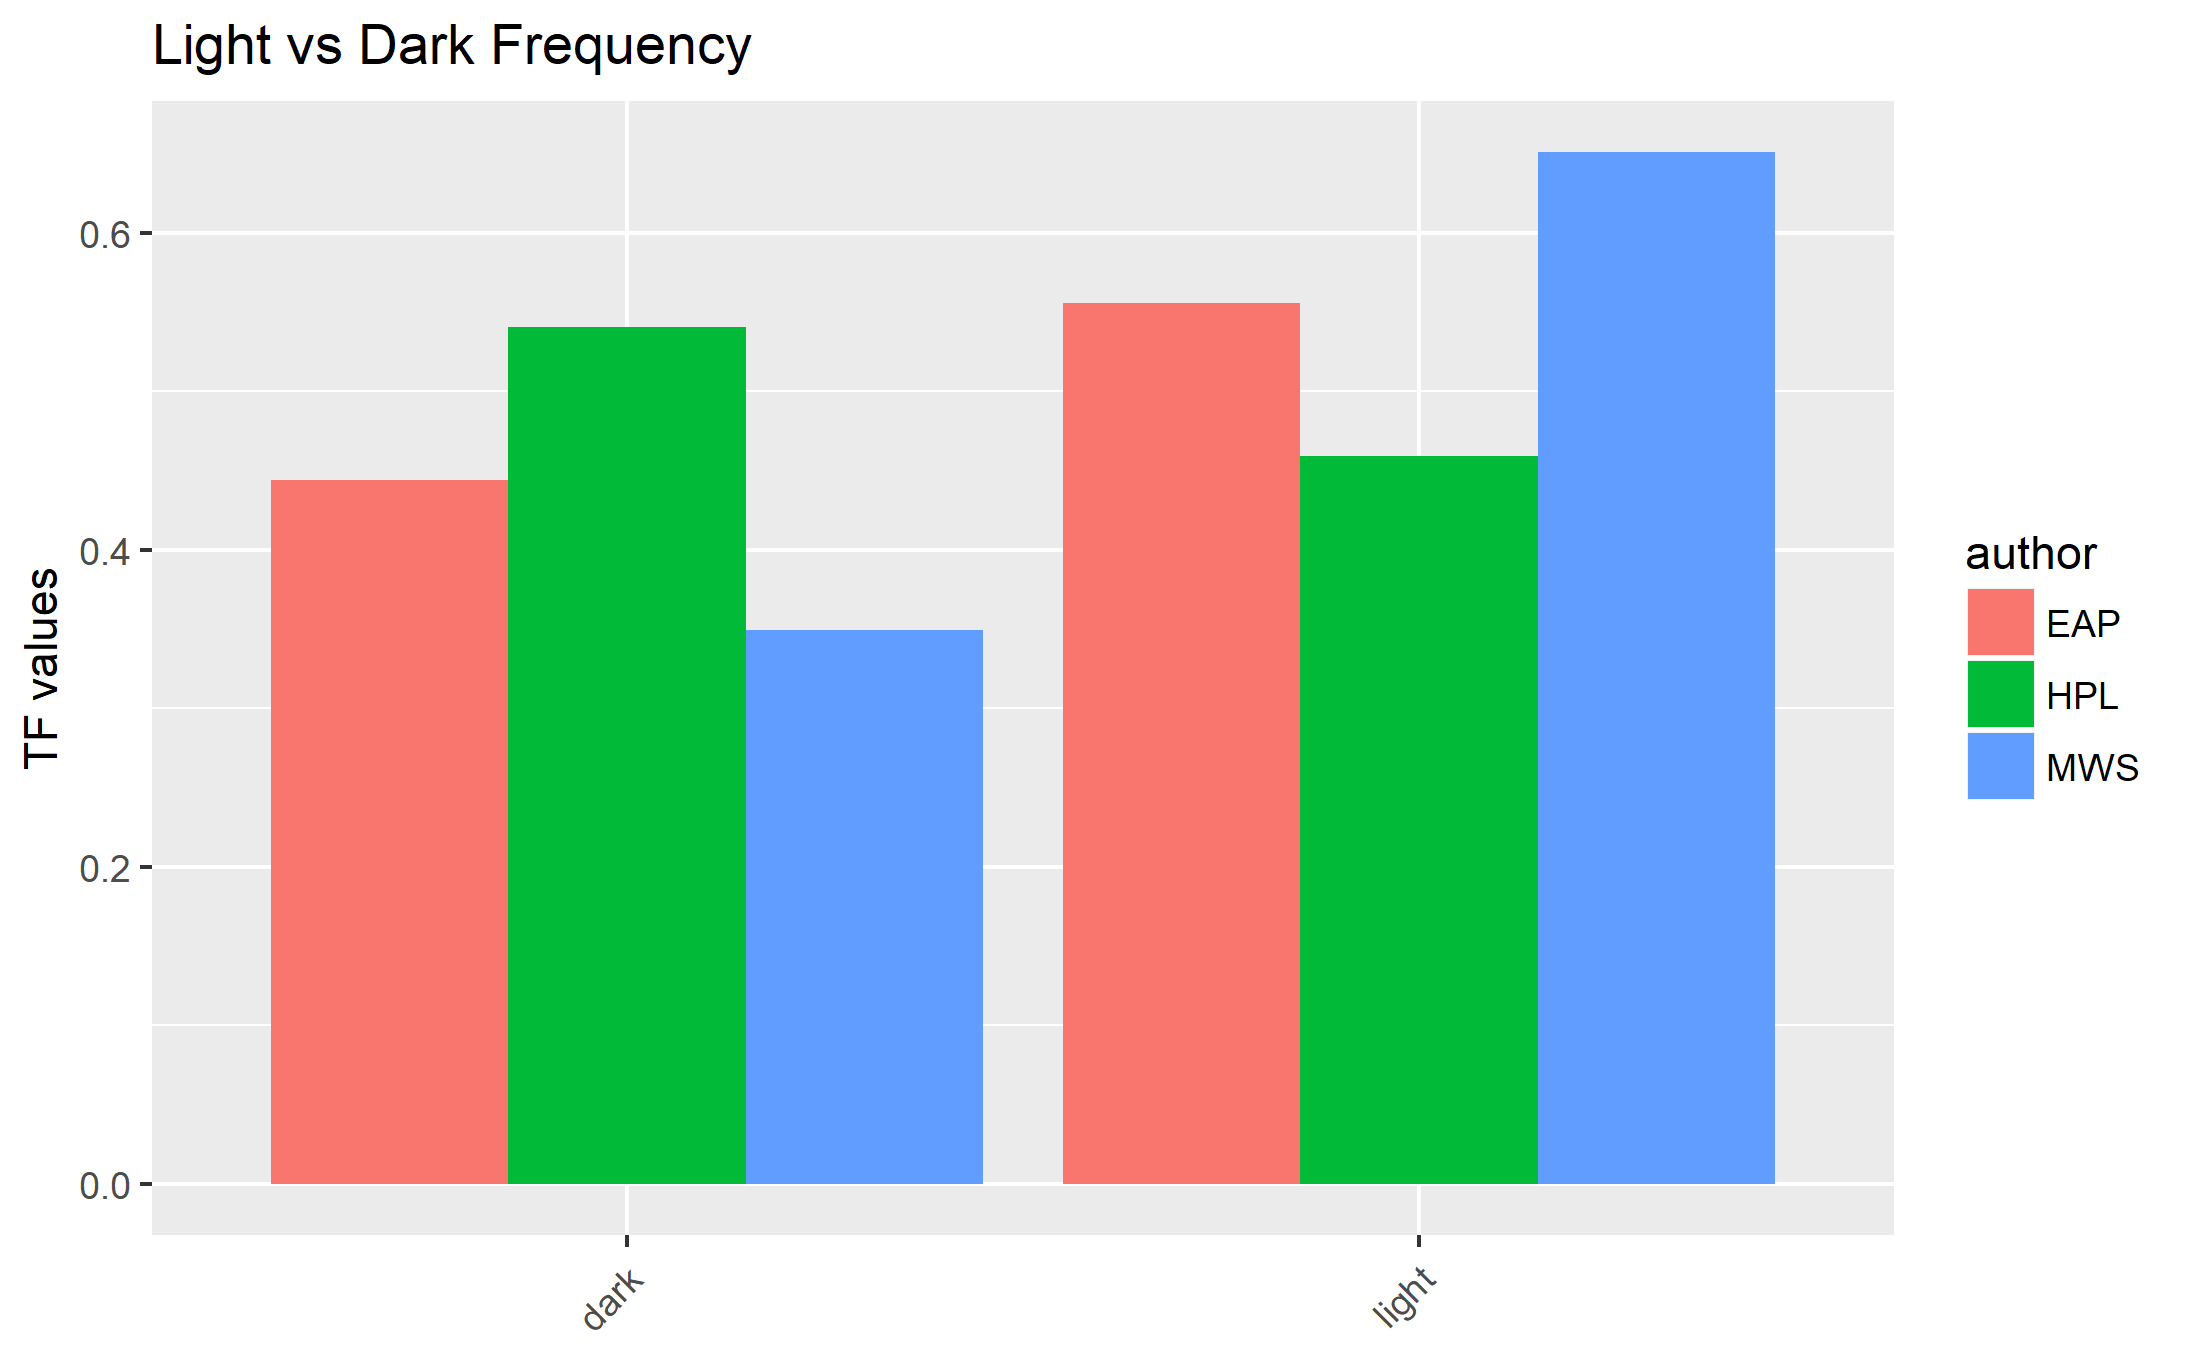 Light vs Dark Frequency
TF values
0.6
0.4
0.2
0.0
dark
light
author
EAP
HPL
MWS